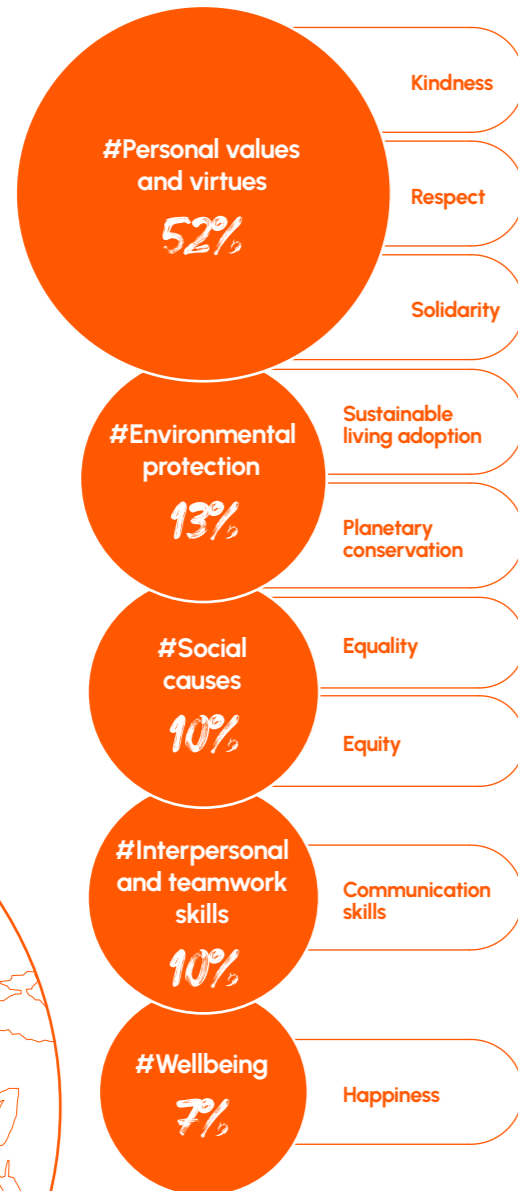 #Personal values
and virtues
52%
Kindness
Respect
Solidarity
#Environmental
protection
13%
Sustainable
living adoption
Planetary
conservation
#Social
causes
10%
Equality
Equity
#Interpersonal
and teamwork
skills
10%
Communication
skills
#Wellbeing
7%
Happiness